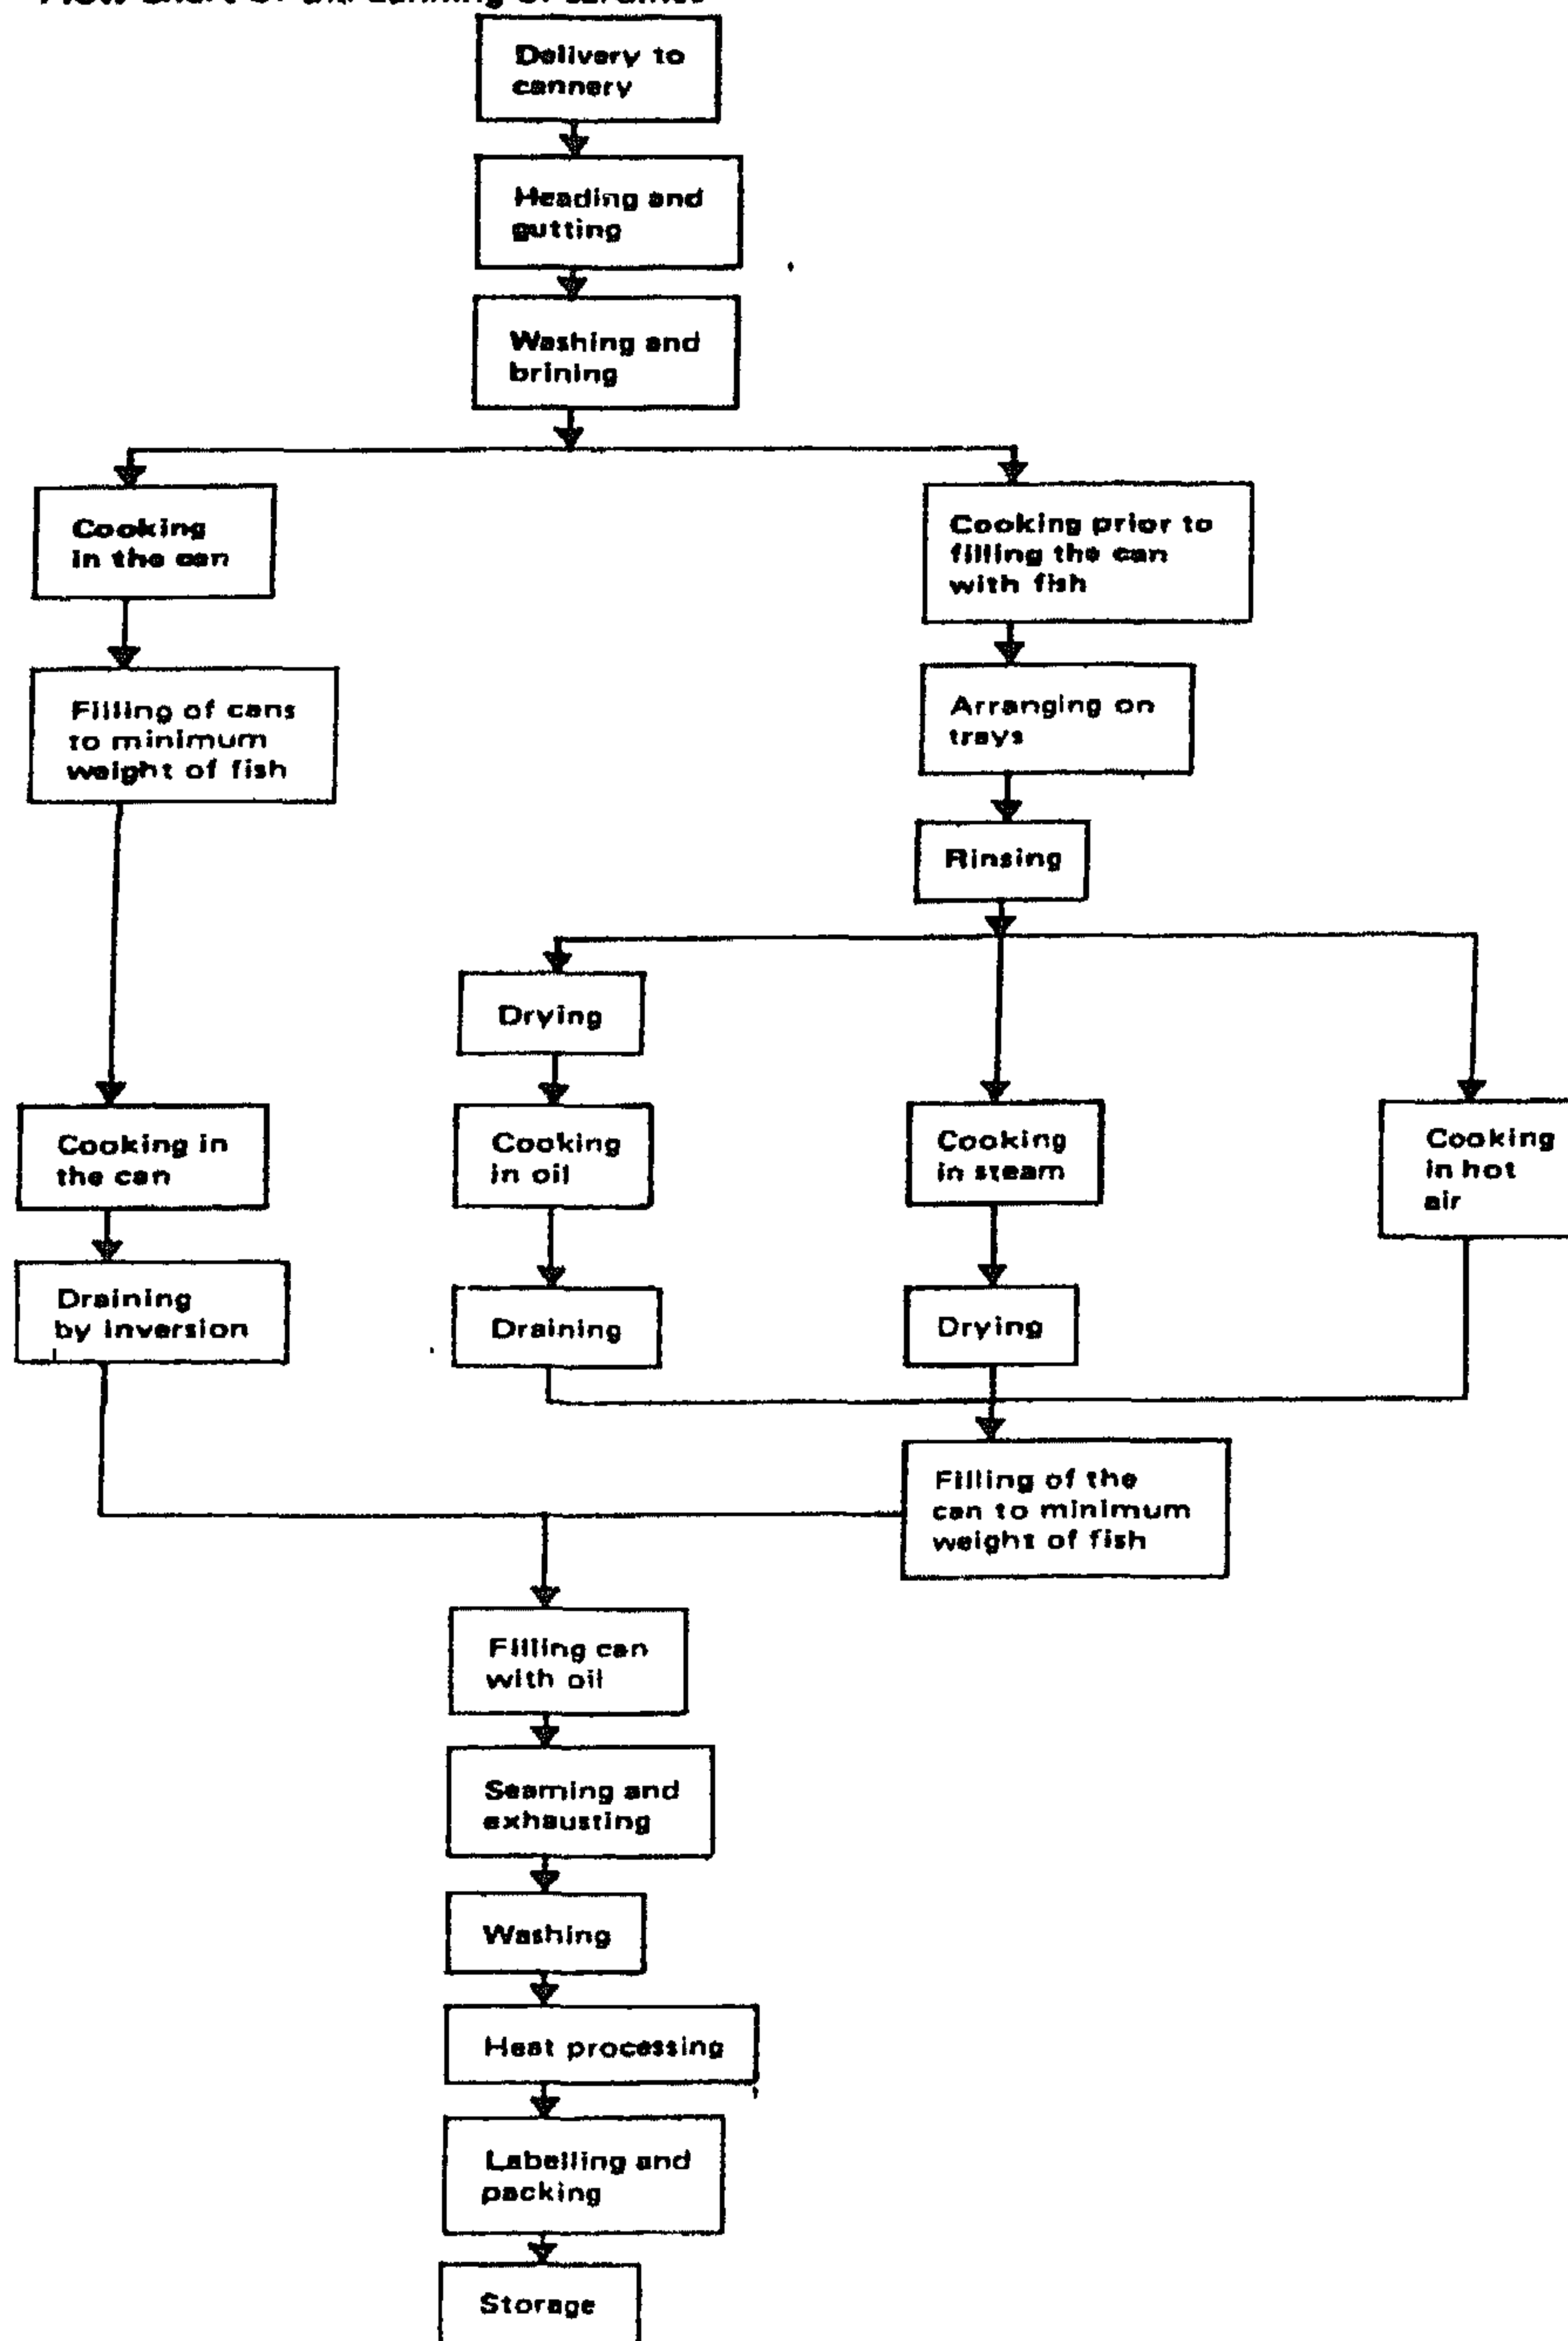 Delivery to
cannery
Heading and
gutting
Washing and
brining
Cooking
in the can
Cooking prior to
filling the can
with fish
Filling of cans
to minimum
weight of fish
Arranging on
trays
Rinsing
Drying
Cooking in
the can
Cooking
in oil
Cooking
in steam
Cooking
in hot
air
Draining
by inversion
Draining
Drying
Filling of the
can to minimum
weight of fish
Filling can
with oil
Seaming and
exhausting
Washing
Heat processing
Labelling and
packing
Storage